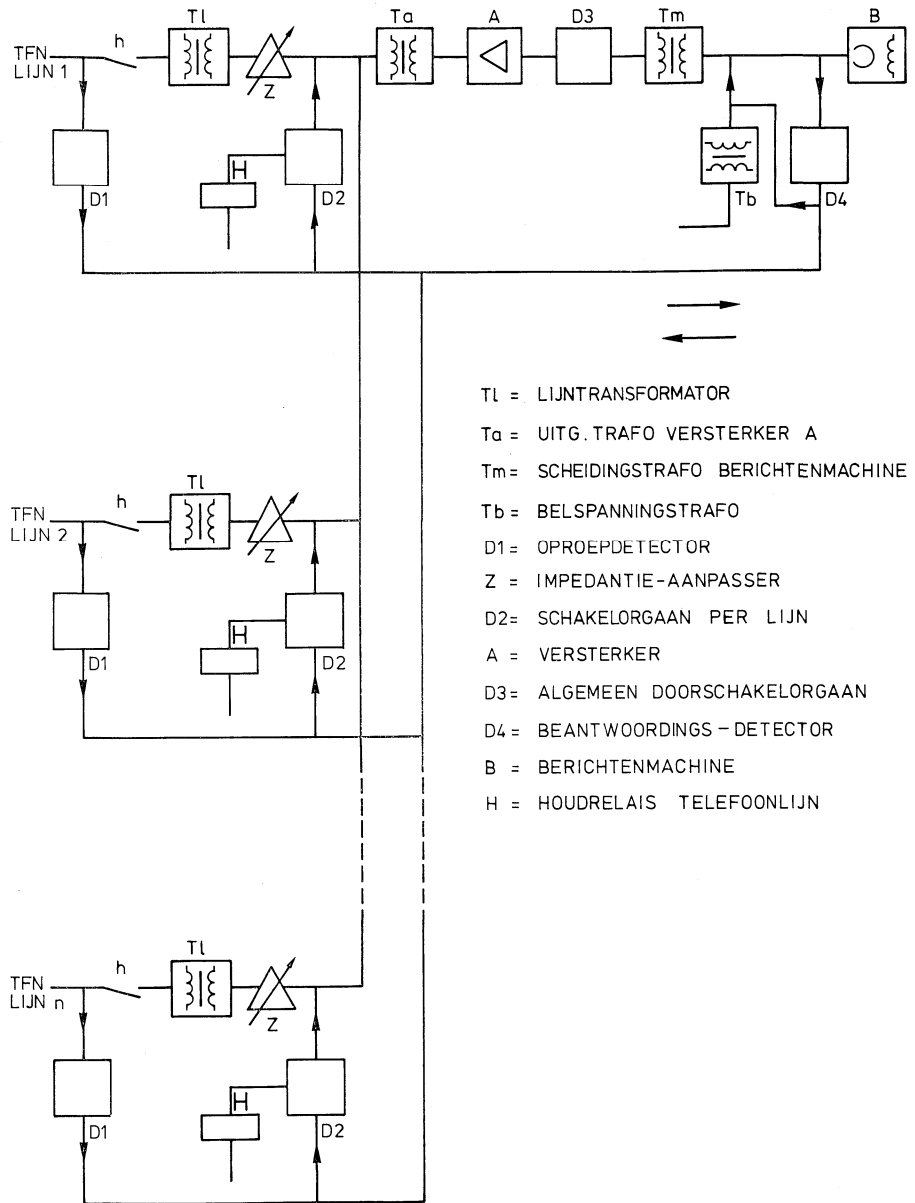 Tl Ta A D3 Tm B
h
TFN
LIJN 1
Z
H
D1 D2 Tb D4
Tl = LIJNTRANSFORMATOR
Ta = UITG. TRAFO VERSTERKER A
Tm = SCHEIDINGSTRAFO BERICHTENMACHINE
Tb = BELSPANNINGSTRAFO
D1 = OPROEPDETECTOR
Z = IMPEDANTIE-AANPASSER
D2= SCHAKELORGAAN PER LIJN
A = VERSTERKER
D3= ALGEMEEN DOORSCHAKELORGAAN
D4= BEANTWOORDINGS-DETECTOR
B = BERICHTENMACHINE
H = HOUDRELAIS TELEFOONLIJN
Tl
h
TFN
LIJN 2
Z
H
D1 D2
Tl
h
TFN
LIJN n
Z
H
D1 D2